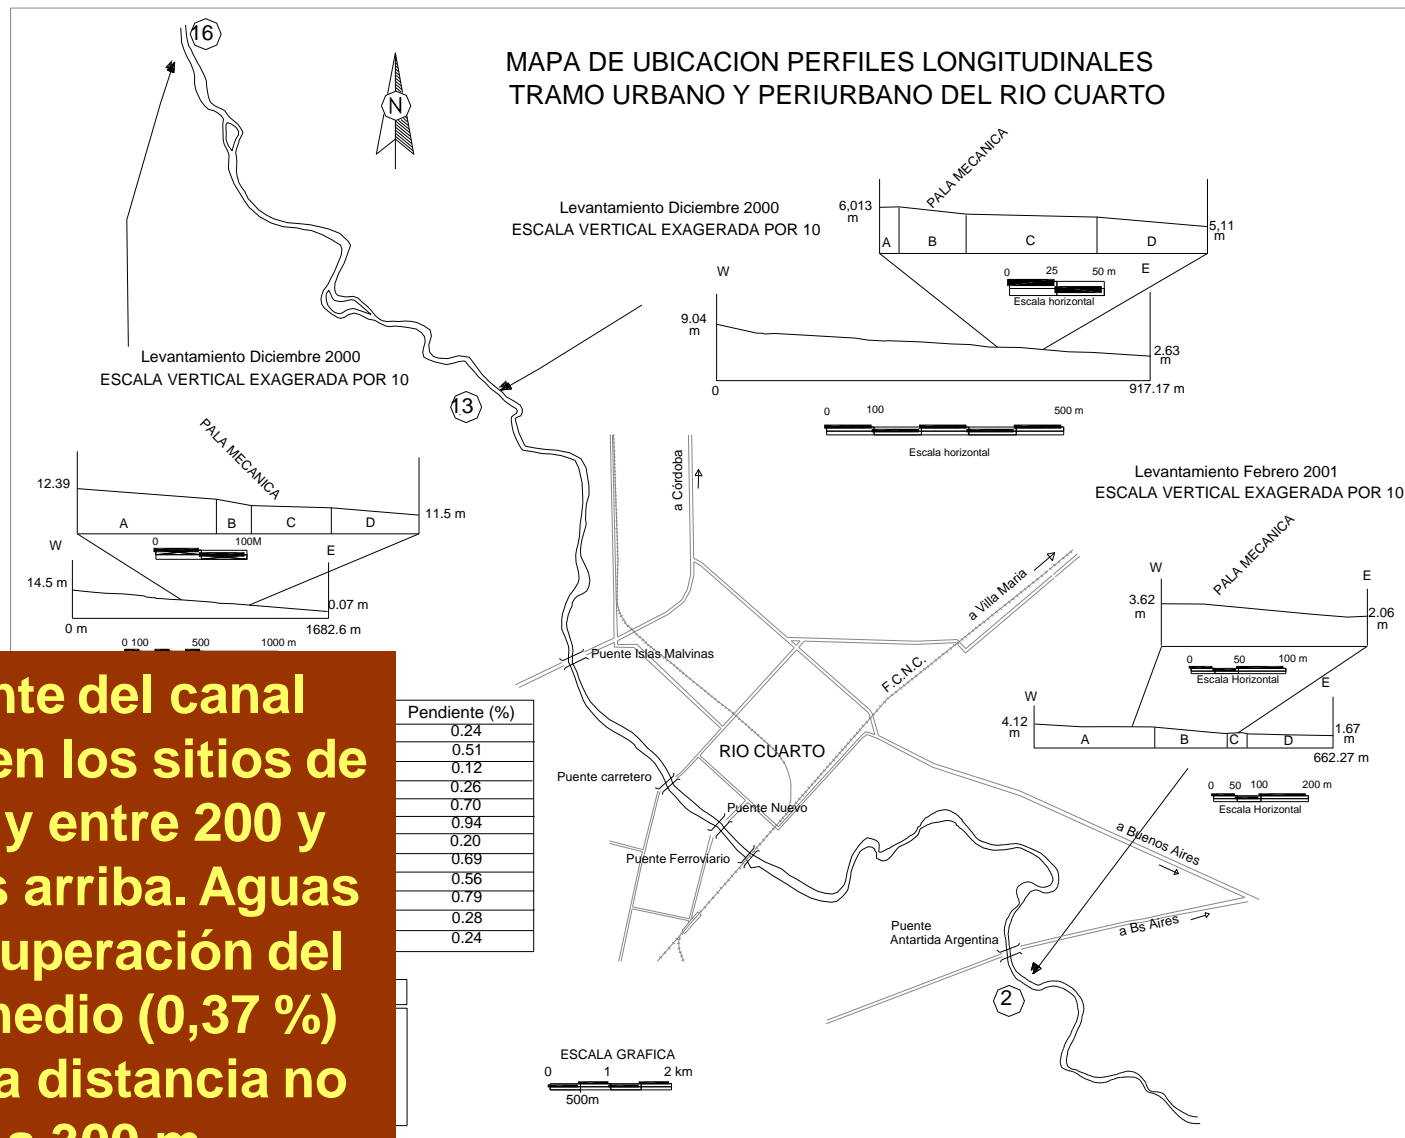 MAPA DE UBICACION PERFILES LONGITUDINALES
TRAMO URBANO Y PERIURBANO DEL RIO CUARTO
16
N
Levantamiento Diciembre 2000
ESCALA VERTICAL EXAGERADA POR 10
PALA MECANICA
6,013
m
5,11
m
A
B
C
D
E
0
25
50 m
Escala horizontal
W
9.04
m
2.63
m
0
917.17 m
0
100
500 m
Escala horizontal
Levantamiento Diciembre 2000
ESCALA VERTICAL EXAGERADA POR 10
13
PALA MECANICA
12.39
11.5 m
A
B
C
D
0
100M
W
E
14.5 m
0.07 m
0 m
1682.6 m
0 100
500
1000 m
a Córdoba
Levantamiento Febrero 2001
ESCALA VERTICAL EXAGERADA POR 10
PALA MECANICA
W
E
3.62
m
2.06
m
0
50
100 m
Escala Horizontal
W
E
4.12
m
1.67
m
A
B
C
D
662.27 m
0
50
100
200 m
Escala Horizontal
a Villa Maria
F.C.N.C.
Puente Islas Malvinas
RIO CUARTO
Puente carretero
Puente Nuevo
Puente Ferroviario
a Buenos Aires
a Bs Aires
Puente
Antartida Argentina
2
Pendiente (%)
0.24
0.51
0.12
0.26
0.70
0.94
0.20
0.69
0.56
0.79
0.28
0.24
ESCALA GRAFICA
0
1
2 km
500m
nte del canal
en los sitios de
y entre 200 y
s arriba. Aguas
uperación del
medio (0,37 %)
a distancia no
a 300 m